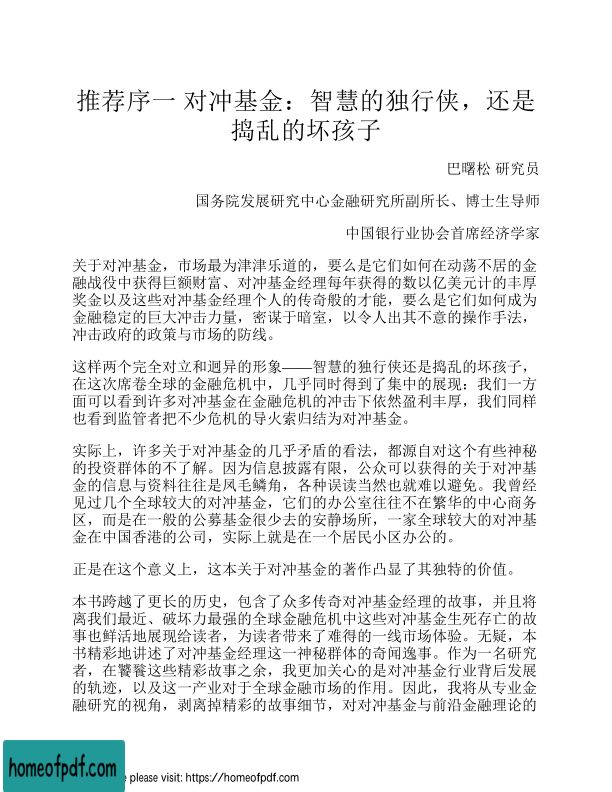 推荐序一 对冲基金：智慧的独行侠，还是
捣乱的坏孩子
巴曙松 研究员
国务院发展研究中心金融研究所副所长、博士生导师
中国银行业协会首席经济学家
关于对冲基金，市场最为津津乐道的，要么是它们如何在动荡不居的金
融战役中获得巨额财富、对冲基金经理每年获得的数以亿美元计的丰厚
奖金以及这些对冲基金经理个人的传奇般的才能，要么是它们如何成为
金融稳定的巨大冲击力量，密谋于暗室，以令人出其不意的操作手法，
冲击政府的政策与市场的防线。
这样两个完全对立和迥异的形象——智慧的独行侠还是捣乱的坏孩子，
在这次席卷全球的金融危机中，几乎同时得到了集中的展现：我们一方
面可以看到许多对冲基金在金融危机的冲击下依然盈利丰厚，我们同样
也看到监管者把不少危机的导火索归结为对冲基金。
实际上，许多关于对冲基金的几乎矛盾的看法，都源自对这个有些神秘
的投资群体的不了解。因为信息披露有限，公众可以获得的关于对冲基
金的信息与资料往往是凤毛麟角，各种误读当然也就难以避免。我曾经
见过几个全球较大的对冲基金，它们的办公室往往不在繁华的中心商务
区，而是在一般的公募基金很少去的安静场所，一家全球较大的对冲基
金在中国香港的公司，实际上就是在一个居民小区办公的。
正是在这个意义上，这本关于对冲基金的著作凸显了其独特的价值。
本书跨越了更长的历史，包含了众多传奇对冲基金经理的故事，并且将
离我们最近、破坏力最强的全球金融危机中这些对冲基金生死存亡的故
事也鲜活地展现给读者，为读者带来了难得的一线市场体验。无疑，本
书精彩地讲述了对冲基金经理这一神秘群体的奇闻逸事。作为一名研究
者，在饕餮这些精彩故事之余，我更加关心的是对冲基金行业背后发展
的轨迹，以及这一产业对于全球金融市场的作用。因此，我将从专业金
融研究的视角，剥离掉精彩的故事细节，对对冲基金与前沿金融理论的
homeofpdf.com
e please visit: https://homeofpdf.com